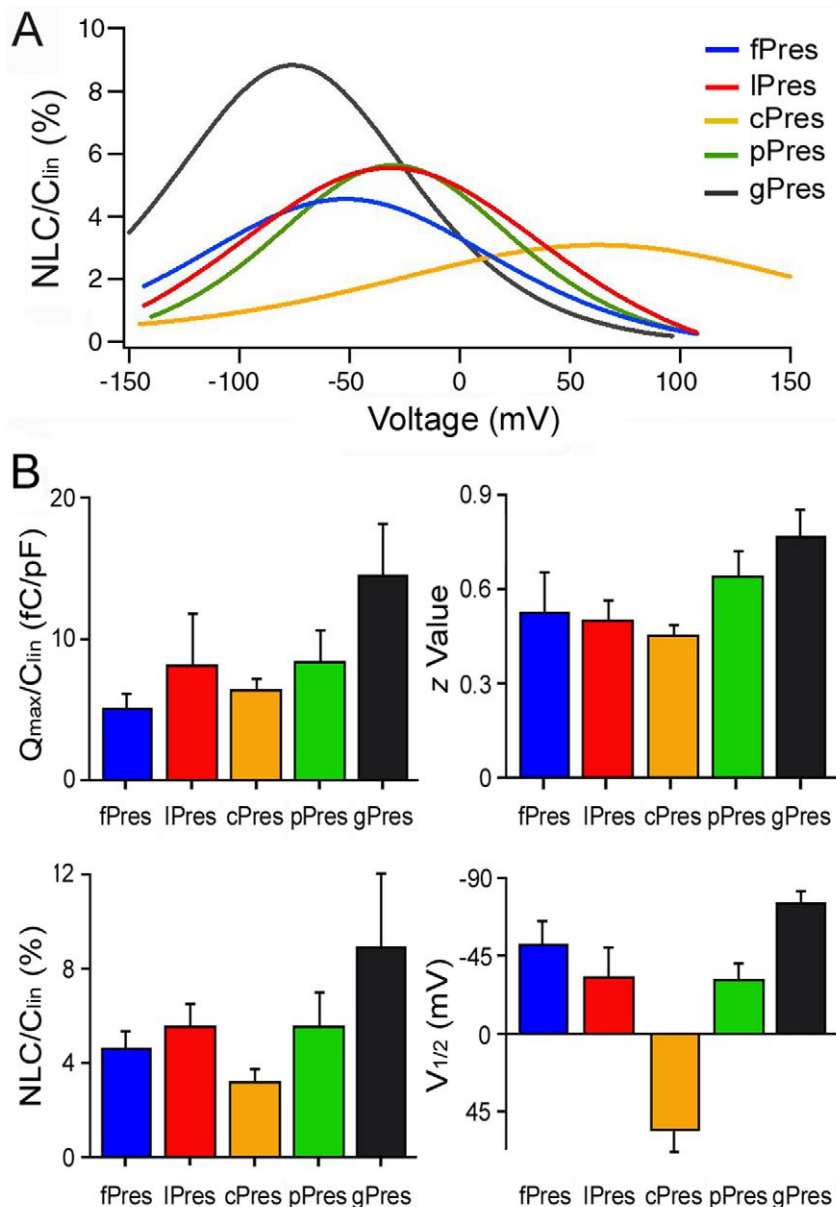 A
NLC/Clin (%)
10
8
6
4
2
0
-150
-100
-50
0
50
100
150
Voltage (mV)
fPres
lPres
cPres
pPres
gPres
B
Qmax/Clin (fC/pF)
20
10
0
fPres lPres cPres pPres gPres
z Value
0.9
0.6
0.3
0
fPres lPres cPres pPres gPres
NLC/Clin (%)
12
8
4
0
fPres lPres cPres pPres gPres
V1/2 (mV)
-90
-45
0
45
fPres lPres cPres pPres gPres